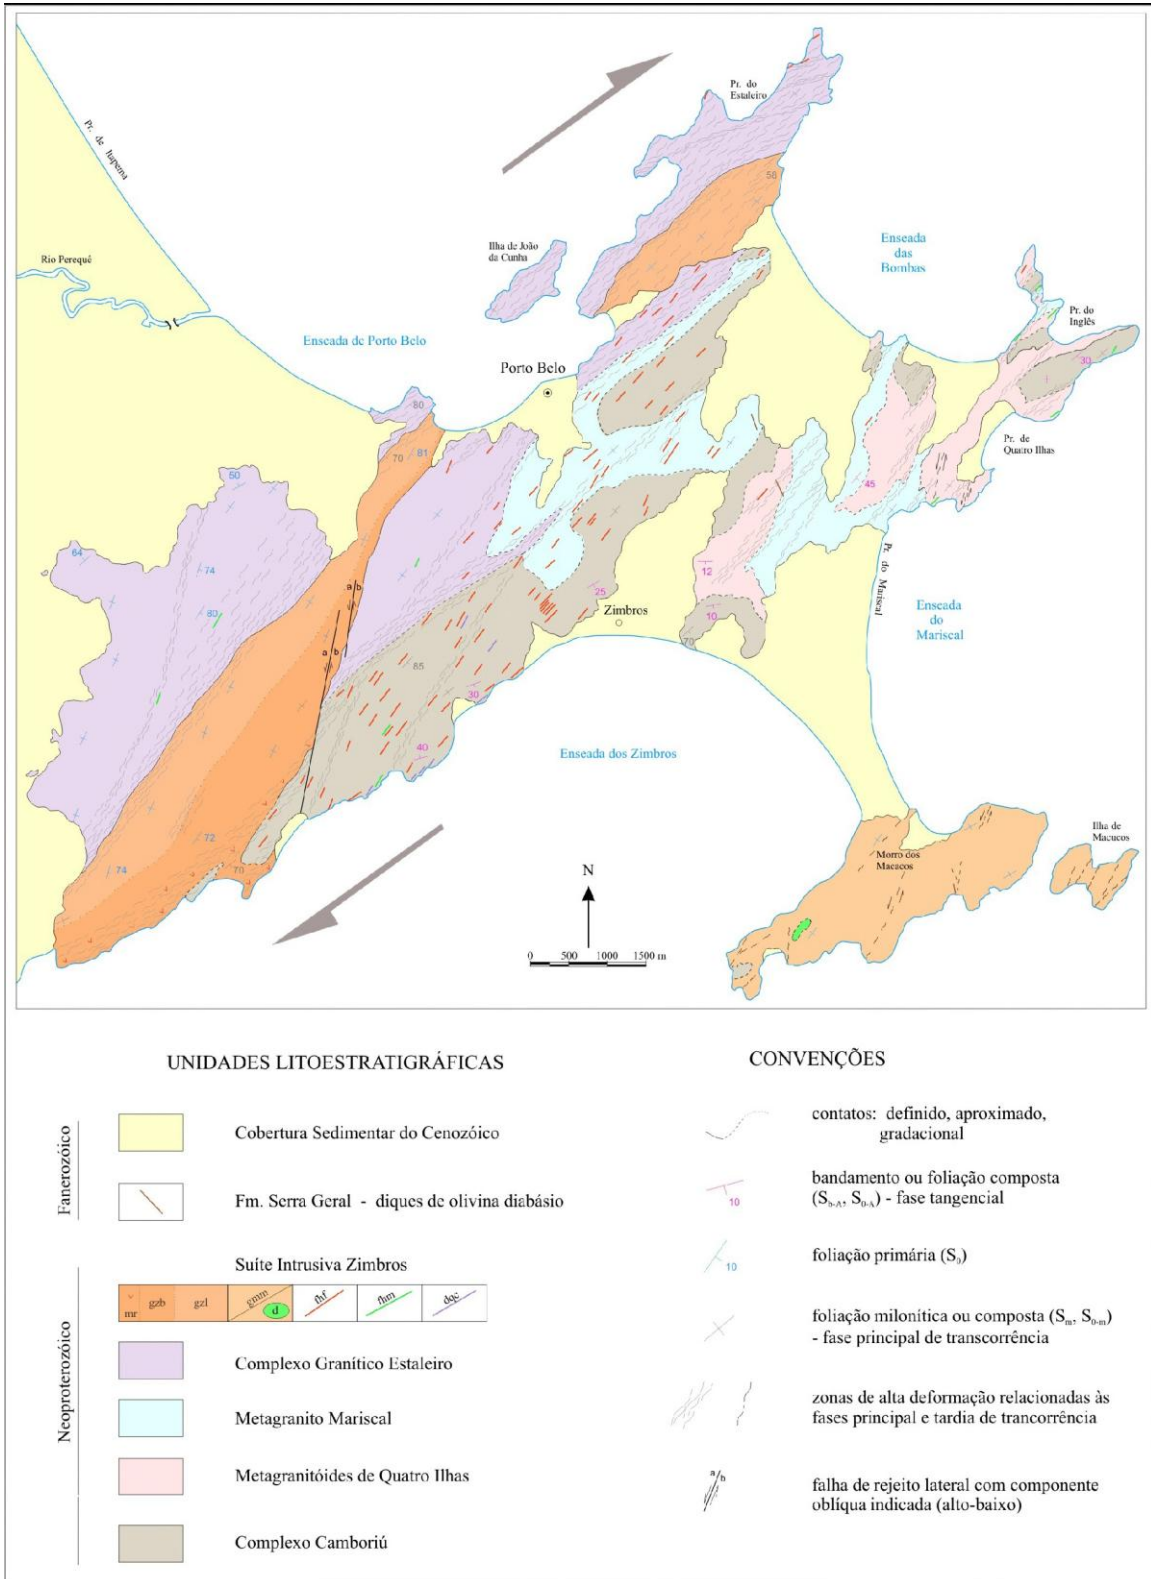 Pr. do
Estaleiro
Pr. de Itapema
58
Ilha de João
da Cunha
Enseada
das
Bombas
Rio Perequê
Pr. do
Inglês
Enseada de Porto Belo
30
Porto Belo
80
Pr. de
Quatro Ilhas
70
81
60
45
64
74
12
Pr. do Mariscal
a b
25
80
10
Zimbros
Enseada
do
Mariscal
a b
70
85
30
40
Enseada dos Zimbros
72
Ilha de
Macucos
74
70
Morro dos
Macacos
N
0 500 1000 1500 m
UNIDADES LITOESTRATIGRÁFICAS
Fanerozóico
Cobertura Sedimentar do Cenozóico
Fm. Serra Geral - diques de olivina diabásio
Neoproterozóico
Suíte Intrusiva Zimbros
mr gzb gzl gmm d fhf fhm dqc
Complexo Granítico Estaleiro
Metagranito Mariscal
Metagranitóides de Quatro Ilhas
Complexo Camboriú
CONVENÇÕES
contatos: definido, aproximado,
gradacional
10
bandamento ou foliação composta
(Sb-A, S0-A) - fase tangencial
10
foliação primária (S0)
foliação milonítica ou composta (Sm, S0-m)
- fase principal de transcorrência
zonas de alta deformação relacionadas às
fases principal e tardia de trancorrência
a b
falha de rejeito lateral com componente
oblíqua indicada (alto-baixo)